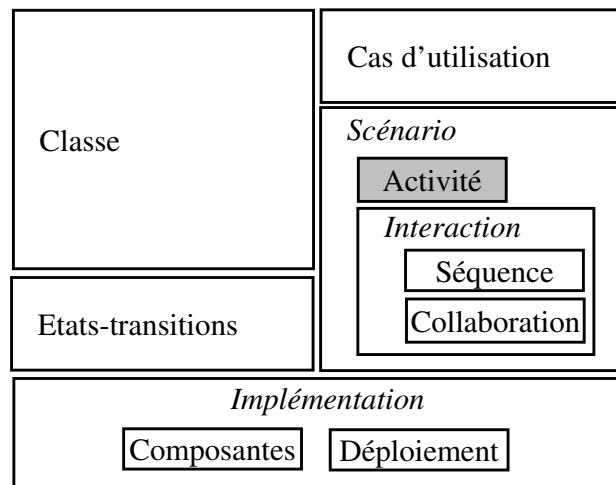 Classe
Cas d'utilisation
Scénario
Activité
Interaction
Séquence
Collaboration
Etats-transitions
Implémentation
Composantes
Déploiement